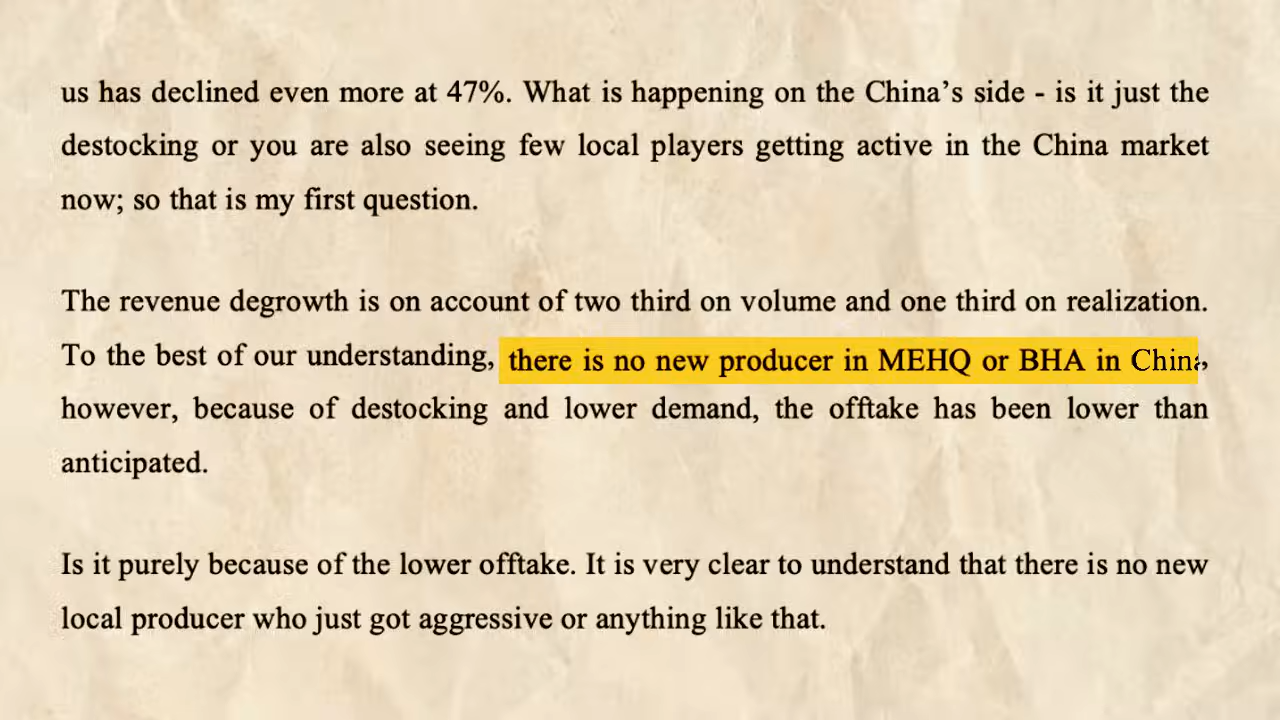 us has declined even more at 47%. What is happening on the China’s side - is it just the
destocking or you are also seeing few local players getting active in the China market
now; so that is my first question.
The revenue degrowth is on account of two third on volume and one third on realization.
To the best of our understanding, there is no new producer in MEHQ or BHA in China,
however, because of destocking and lower demand, the offtake has been lower than
anticipated.
Is it purely because of the lower offtake. It is very clear to understand that there is no new
local producer who just got aggressive or anything like that.